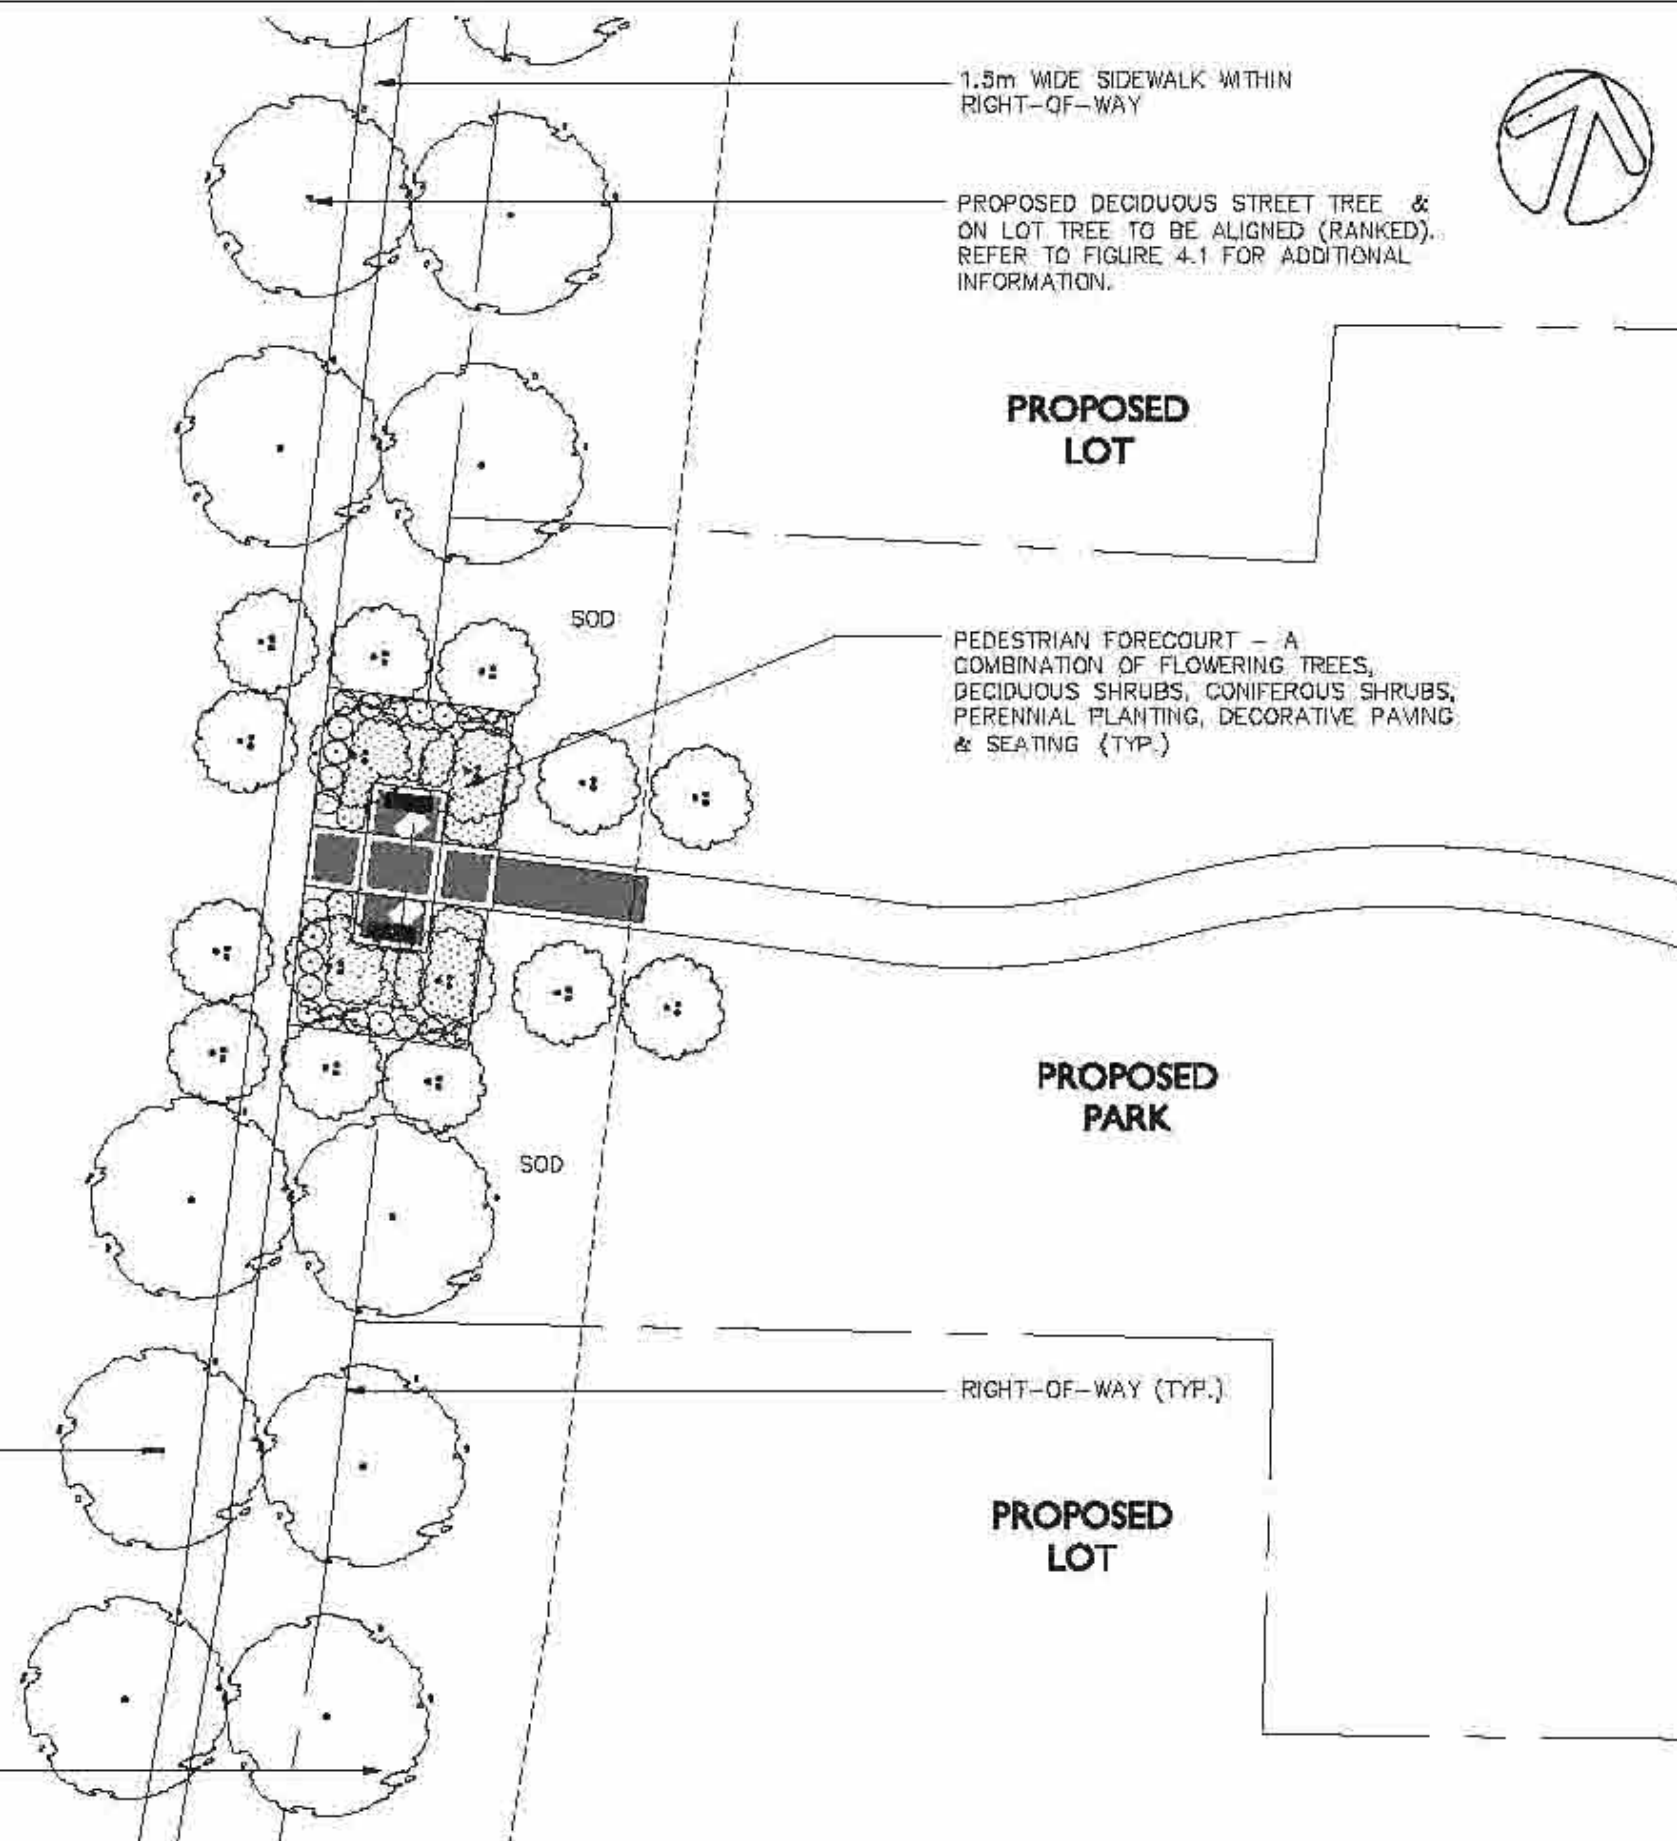 1.5m WIDE SIDEWALK WITHIN
RIGHT-OF-WAY
PROPOSED DECIDUOUS STREET TREE &
ON LOT TREE TO BE ALIGNED (RANKED).
REFER TO FIGURE 4.1 FOR ADDITIONAL
INFORMATION.
PROPOSED
LOT
SOD
PEDESTRIAN FORECOURT - A
COMBINATION OF FLOWERING TREES,
DECIDUOUS SHRUBS, CONIFEROUS SHRUBS,
PERENNIAL PLANTING, DECORATIVE PAVING
& SEATING (TYP.)
PROPOSED
PARK
SOD
RIGHT-OF-WAY (TYP.)
PROPOSED
LOT